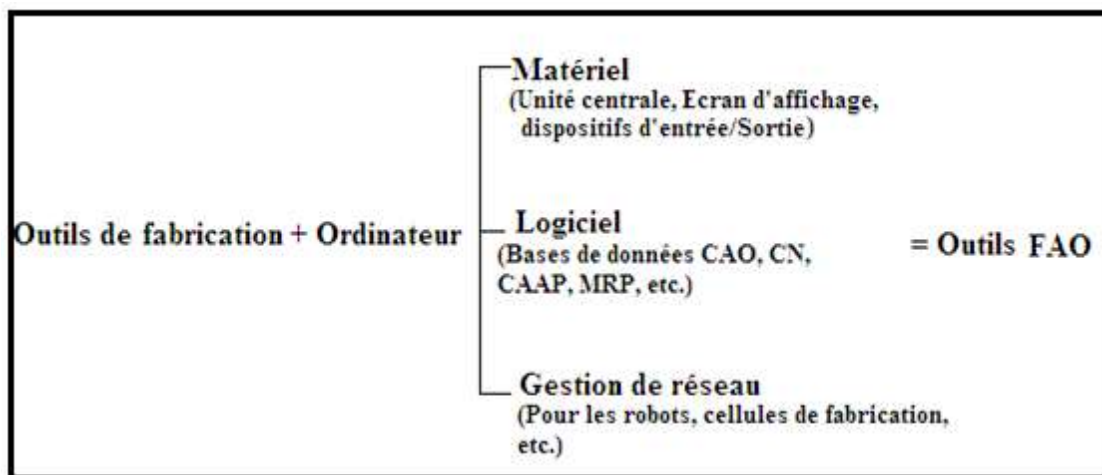 Matériel
(Unité centrale, Ecran d'affichage,
dispositifs d'entrée/Sortie)
Outils de fabrication + Ordinateur
Logiciel
(Bases de données CAO, CN,
CAAP, MRP, etc.)
= Outils FAO
Gestion de réseau
(Pour les robots, cellules de fabrication,
etc.)